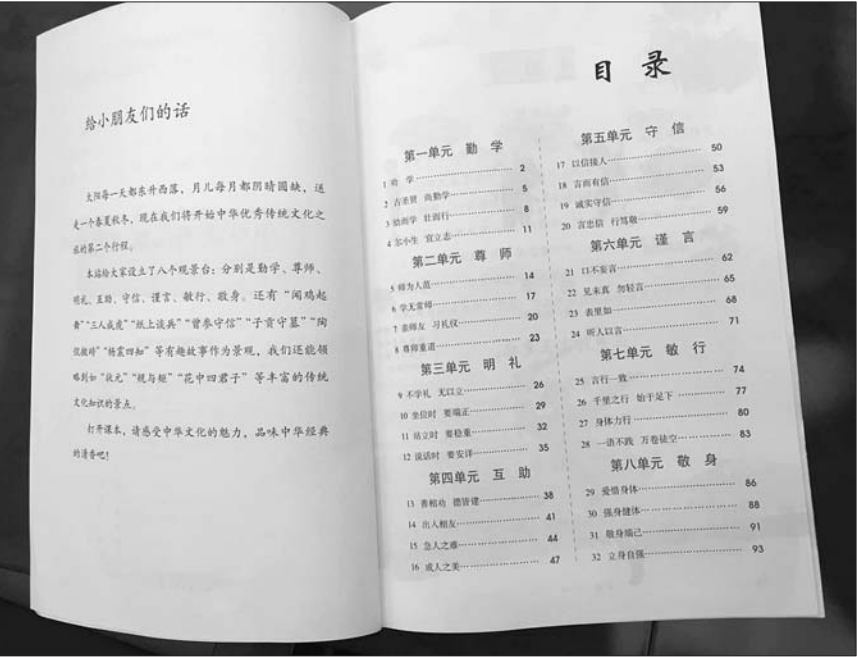 给小朋友们的话
太阳每一天都东升西落，月儿每月都阴晴圆缺，送
走一个春夏秋冬，现在我们将开始中华优秀传统文化之
旅的第二个行程。
本站给大家设立了八个观景台：分别是勤学、尊师、
明礼、互助、守信、谨言、敏行、敬身。还有“闻鸡起
舞”“三人成虎”“纸上谈兵”“曾参守信”“子贡守墓”“陶
侃惜时”“杨震四知”等有趣故事作为景观，我们还能领
略到如“状元”“规与矩”“花中四君子”等丰富的传统
文化知识的景点。
打开课本，请感受中华文化的魅力，品味中华经典
的清香吧！
目录
第一单元 勤 学
1 劝 学 2
2 古圣贤 尚勤学 5
3 幼而学 壮而行 8
4 尔小生 宜立志 11
第二单元 尊 师
5 师为人范 14
6 学无常师 17
7 亲师友 习礼仪 20
8 尊师重道 23
第三单元 明 礼
9 不学礼 无以立 26
10 坐位时 要端正 29
11 站立时 要稳重 32
12 说话时 要安详 35
第四单元 互 助
13 善相劝 德皆建 38
14 出入相友 41
15 急人之难 44
16 成人之美 47
第五单元 守 信
17 以信接人 50
18 言而有信 53
19 诚实守信 56
20 言忠信 行笃敬 59
第六单元 谨 言
21 口不妄言 62
22 见未真 勿轻言 65
23 表里如一 68
24 听人以言 71
第七单元 敏 行
25 言行一致 74
26 千里之行 始于足下 77
27 身体力行 80
28 一语不践 万卷徒空 83
第八单元 敬 身
29 爱惜身体 86
30 强身健体 88
31 敬身端己 91
32 立身自强 93